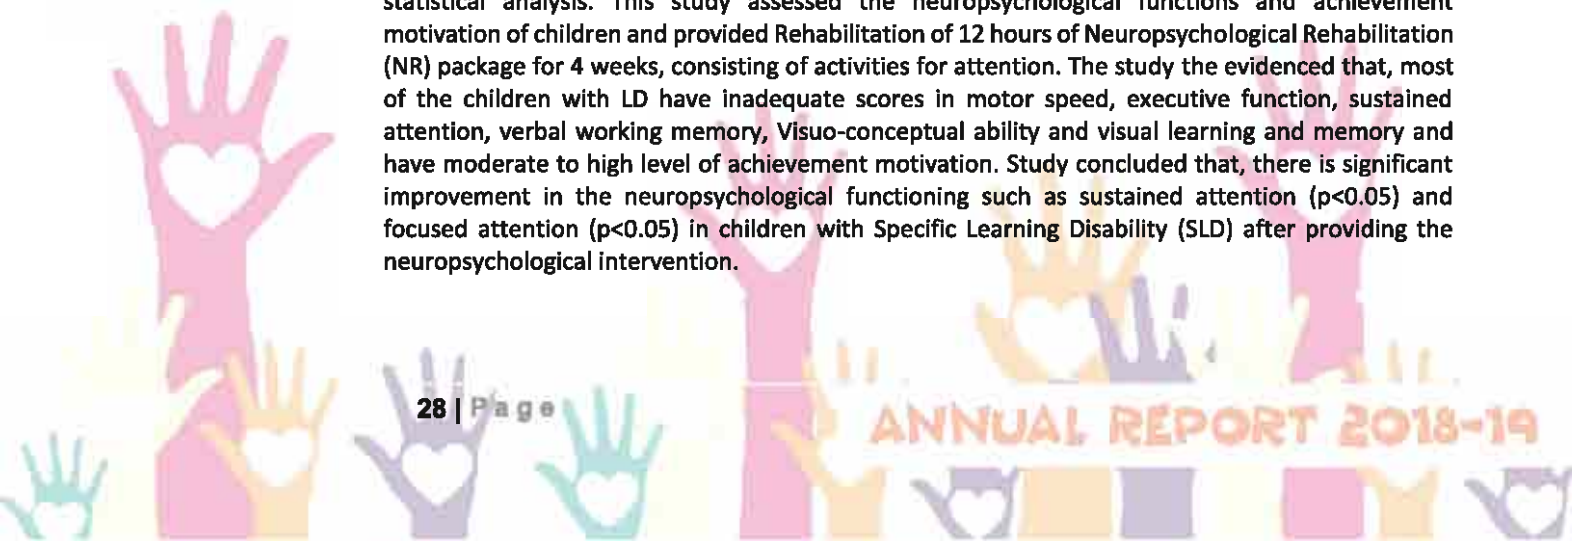 statistical analysis. This study assessed the neuropsychological functions and achievement
motivation of children and provided Rehabilitation of 12 hours of Neuropsychological Rehabilitation
(NR) package for 4 weeks, consisting of activities for attention. The study the evidenced that, most
of the children with LD have inadequate scores in motor speed, executive function, sustained
attention, verbal working memory, Visuo-conceptual ability and visual learning and memory and
have moderate to high level of achievement motivation. Study concluded that, there is significant
improvement in the neuropsychological functioning such as sustained attention (p<0.05) and
focused attention (p<0.05) in children with Specific Learning Disability (SLD) after providing the
neuropsychological intervention.
28 | Page
ANNUAL REPORT 2018-19